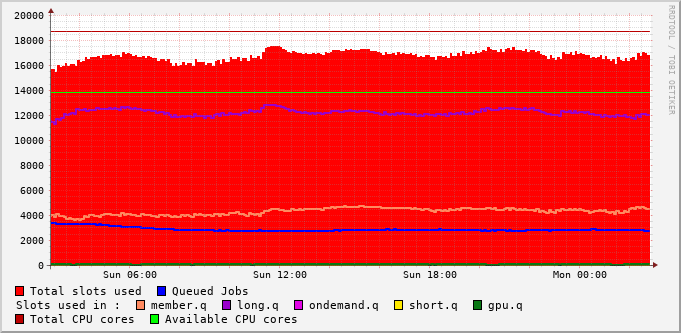 20000
18000
16000
14000
12000
10000
8000
6000
4000
2000
0
Sun 06:00 Sun 12:00 Sun 18:00 Mon 00:00
RRDTOOL / TOBI OETIKER
Total slots used Queued Jobs
Slots used in : member.q long.q ondemand.q short.q gpu.q
Total CPU cores Available CPU cores